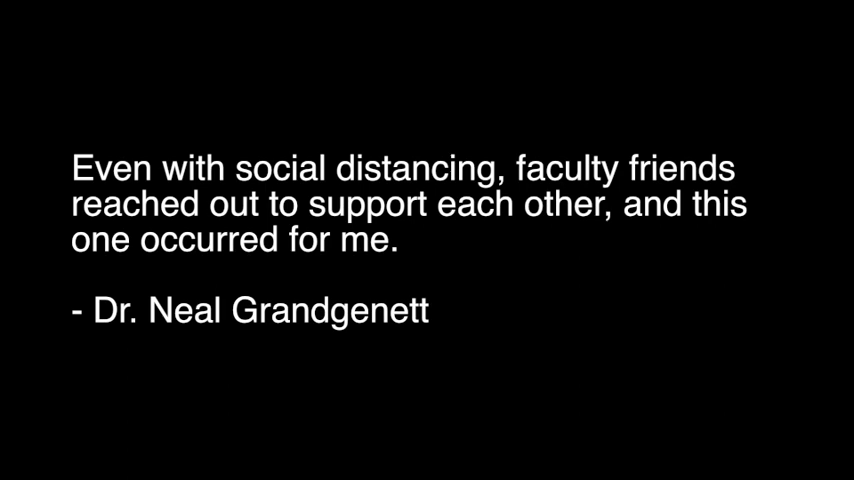 Even with social distancing, faculty friends
reached out to support each other, and this
one occurred for me.
- Dr. Neal Grandgenett